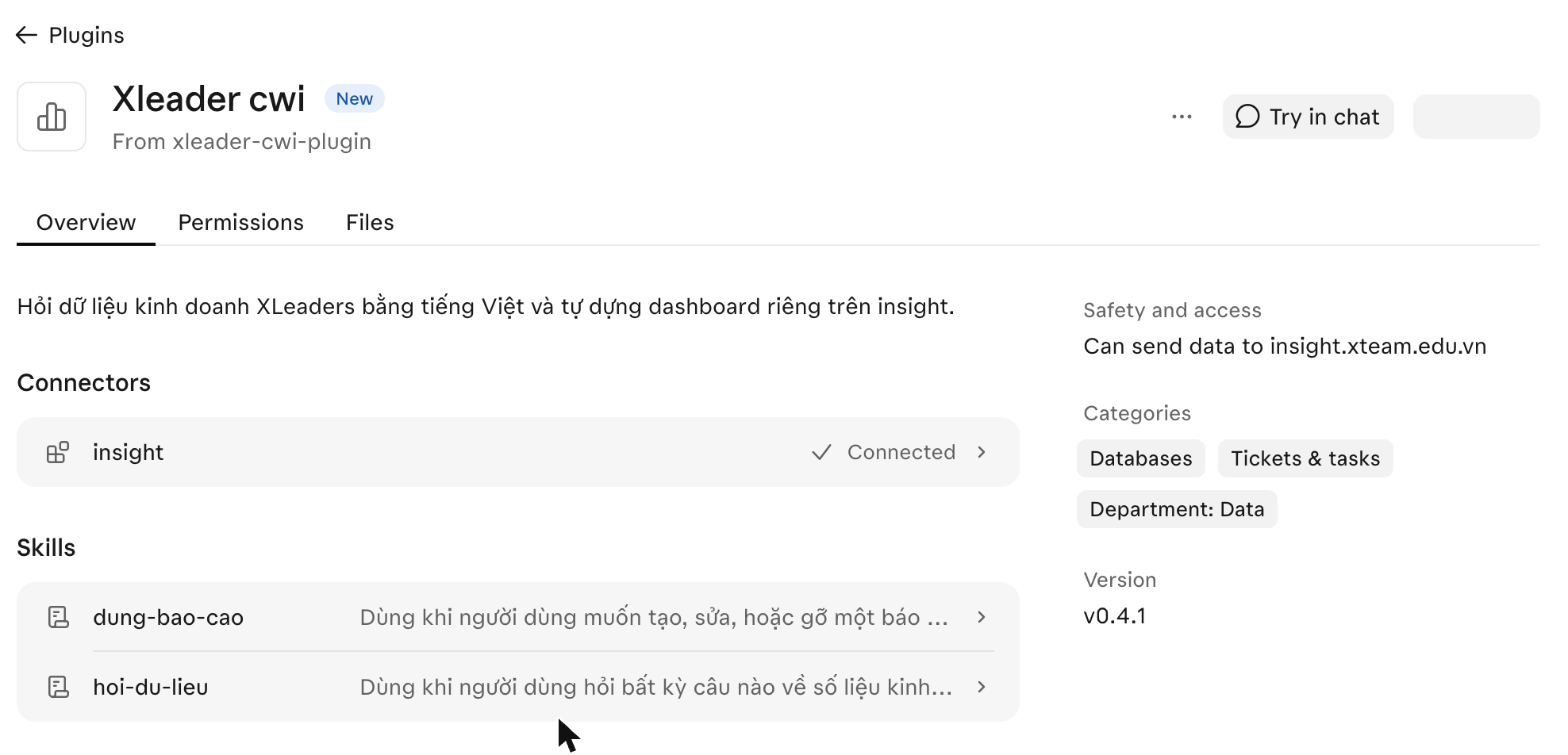 Plugins
Xleader cwi
New
From xleader-cwi-plugin
Try in chat
Overview
Permissions
Files
Hỏi dữ liệu kinh doanh XLeaders bằng tiếng Việt và tự dựng dashboard riêng trên insight.
Connectors
insight
Connected
Skills
dung-bao-cao
Dùng khi người dùng muốn tạo, sửa, hoặc gỡ một báo ...
hoi-du-lieu
Dùng khi người dùng hỏi bất kỳ câu nào về số liệu kinh...
Safety and access
Can send data to insight.xteam.edu.vn
Categories
Databases
Tickets & tasks
Department: Data
Version
v0.4.1